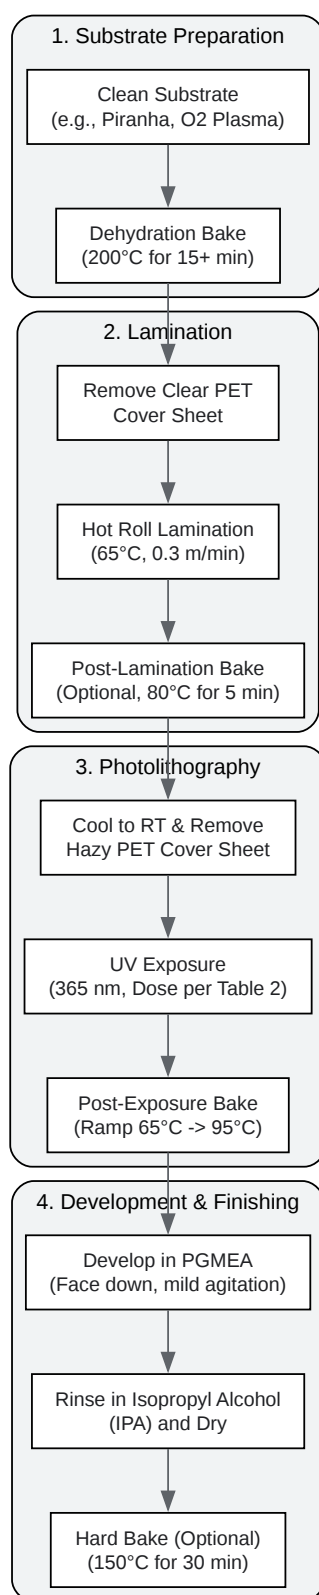 1. Substrate Preparation
Clean Substrate
(e.g., Piranha, O2 Plasma)
Dehydration Bake
(200°C for 15+ min)
2. Lamination
Remove Clear PET
Cover Sheet
Hot Roll Lamination
(65°C, 0.3 m/min)
Post-Lamination Bake
(Optional, 80°C for 5 min)
3. Photolithography
Cool to RT & Remove
Hazy PET Cover Sheet
UV Exposure
(365 nm, Dose per Table 2)
Post-Exposure Bake
(Ramp 65°C -> 95°C)
4. Development & Finishing
Develop in PGMEA
(Face down, mild agitation)
Rinse in Isopropyl Alcohol
(IPA) and Dry
Hard Bake (Optional)
(150°C for 30 min)